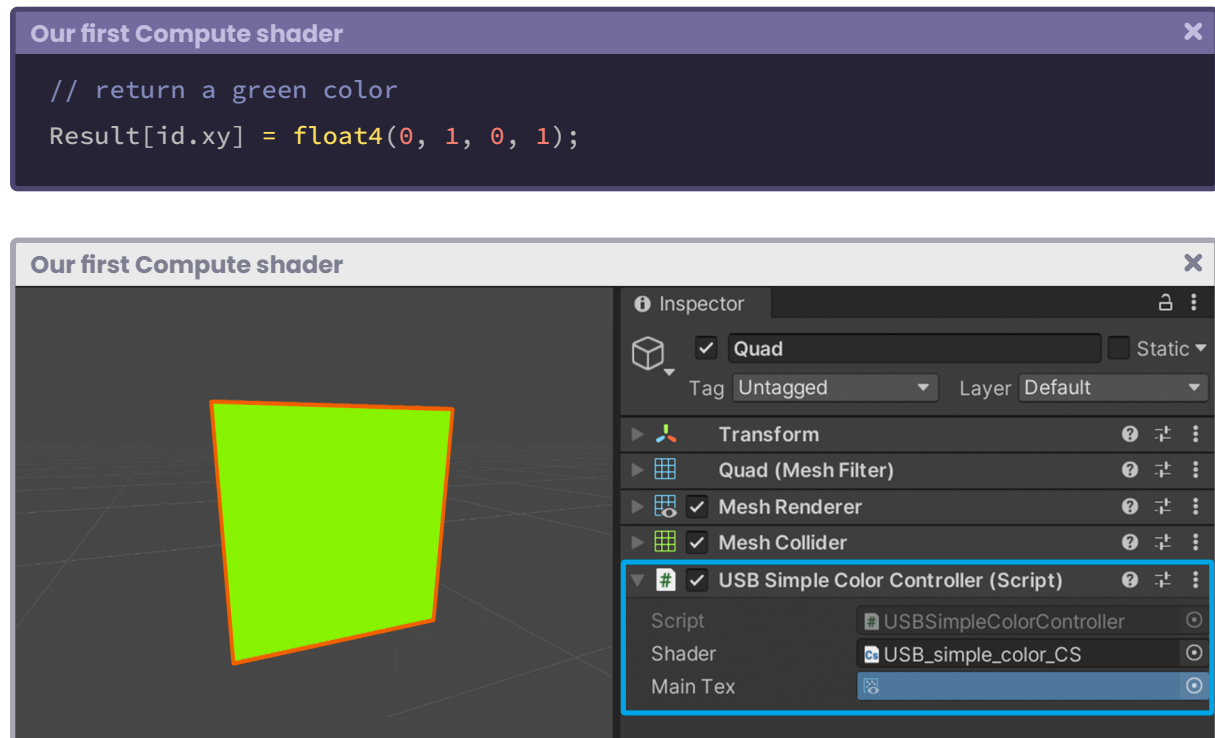 Our first Compute shader
// return a green color
Result[id.xy] = float4(0, 1, 0, 1);
Our first Compute shader
Inspector
Quad
Static
Tag Untagged Layer Default
Transform
Quad (Mesh Filter)
Mesh Renderer
Mesh Collider
# USB Simple Color Controller (Script)
Script # USBSimpleColorController
Shader Cs USB_simple_color_CS
Main Tex